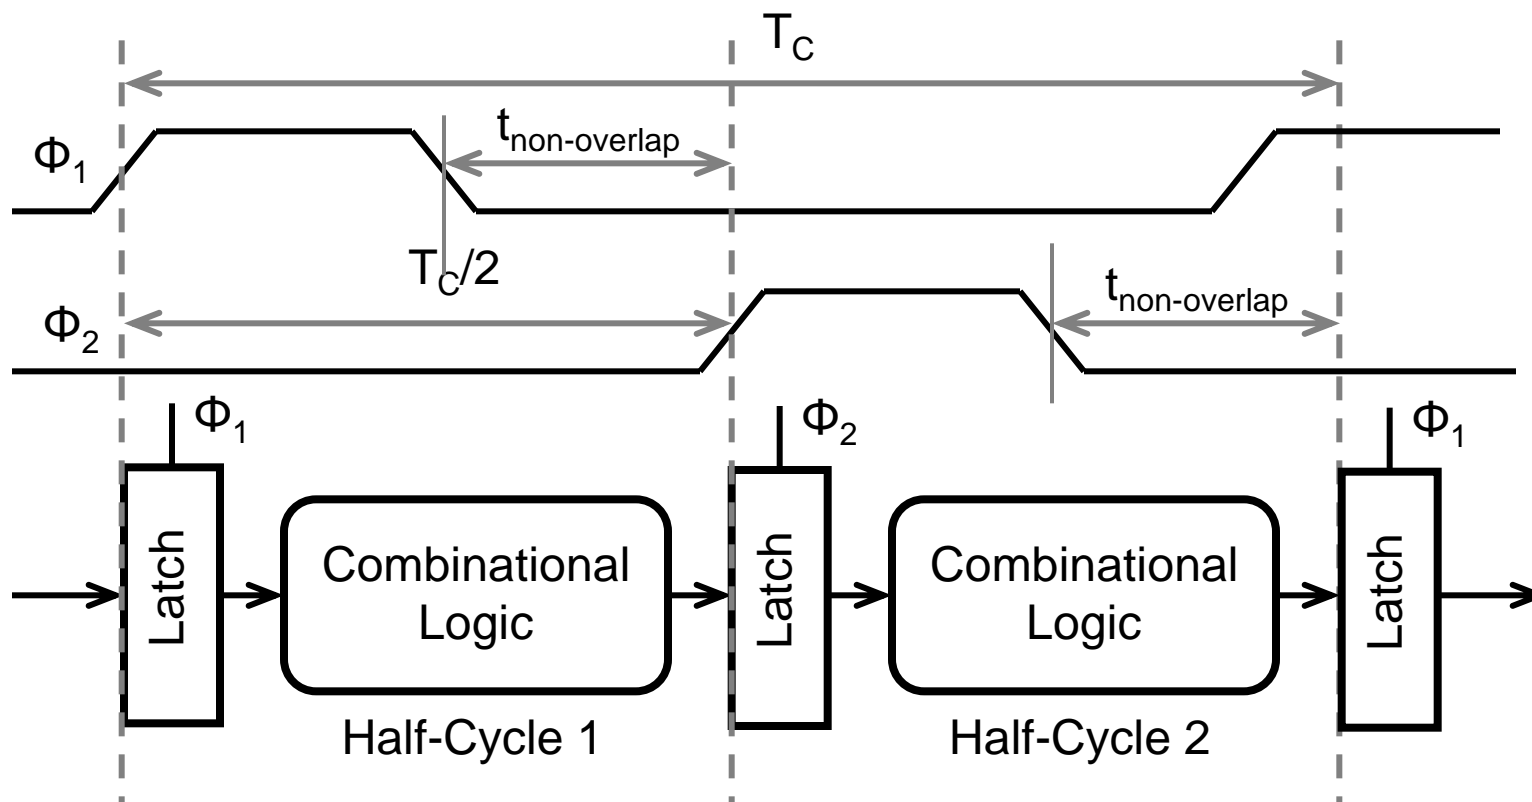 T_C
Φ_1
t_non-overlap
T_C/2
t_non-overlap
Φ_2
Φ_1
Φ_2
Φ_1
Latch
Combinational
Logic
Latch
Combinational
Logic
Latch
Half-Cycle 1
Half-Cycle 2